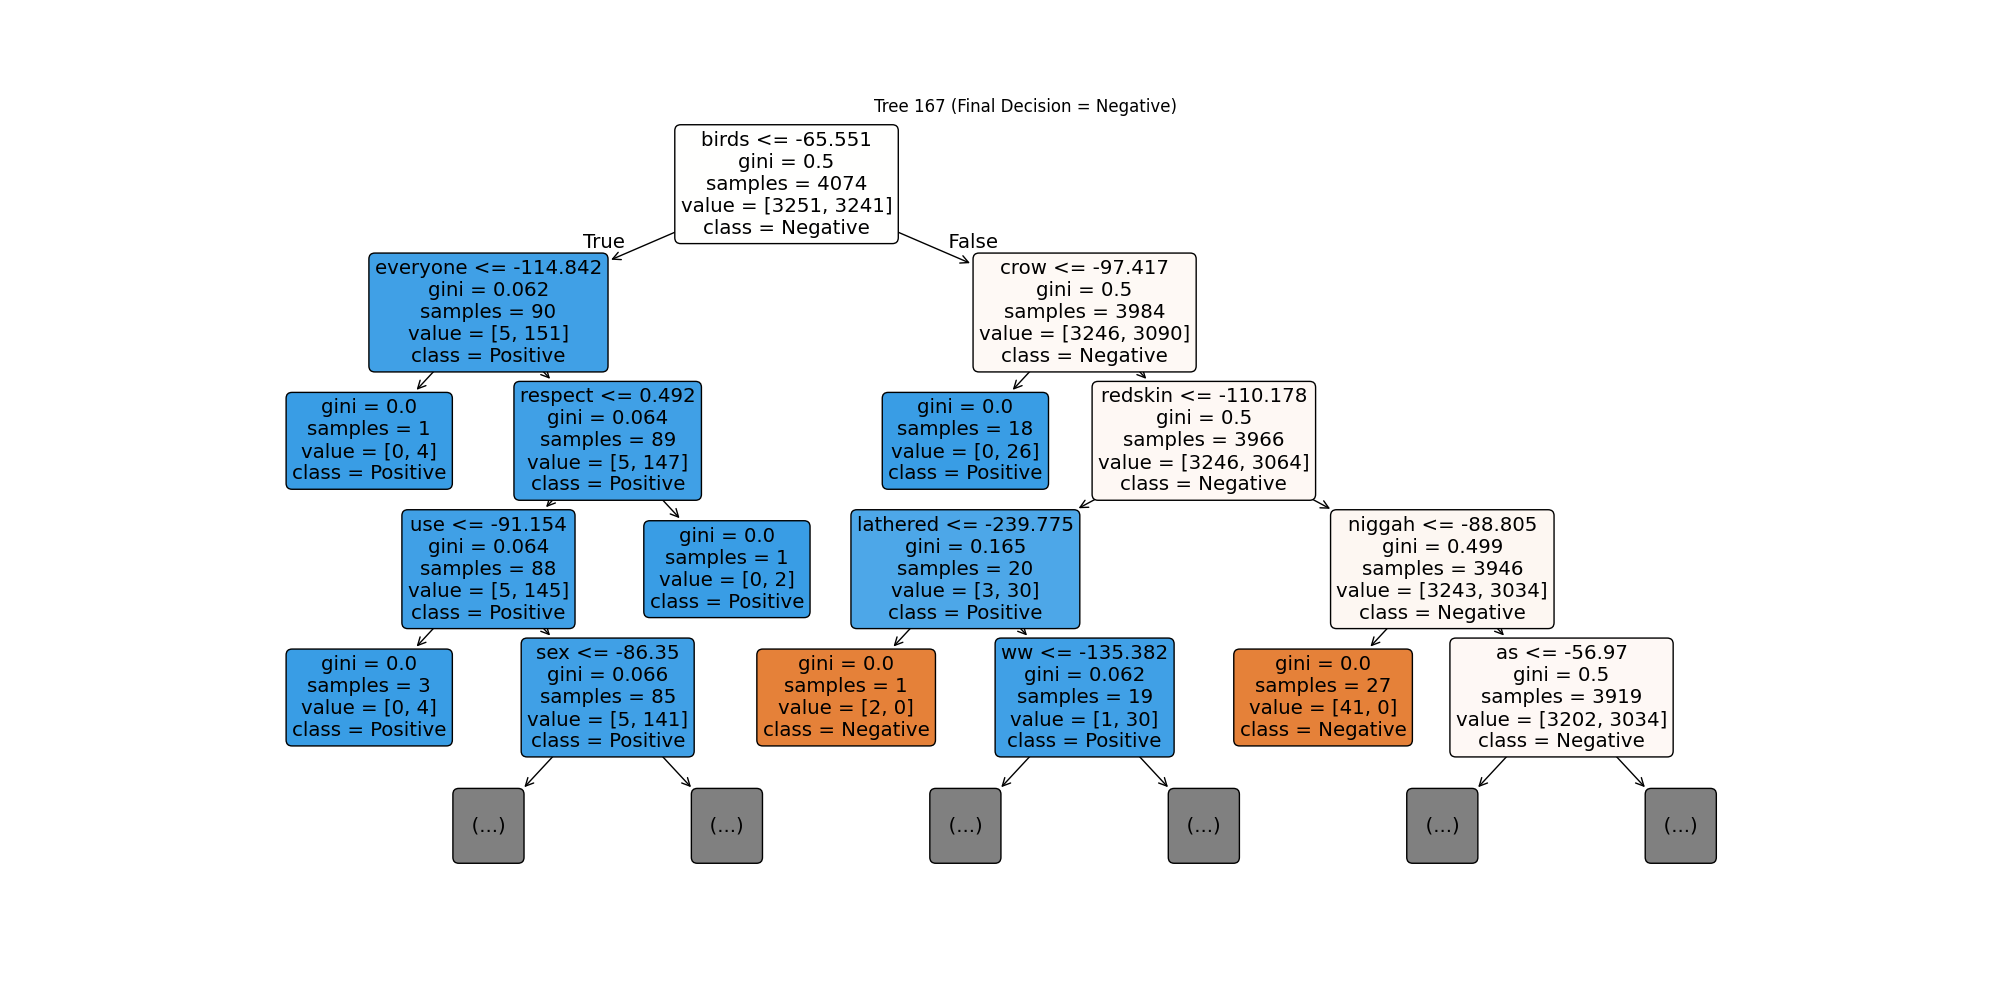 Tree 167 (Final Decision = Negative)
birds <= -65.551
gini = 0.5
samples = 4074
value = [3251, 3241]
class = Negative
True
False
everyone <= -114.842
gini = 0.062
samples = 90
value = [5, 151]
class = Positive
crow <= -97.417
gini = 0.5
samples = 3984
value = [3246, 3090]
class = Negative
gini = 0.0
samples = 1
value = [0, 4]
class = Positive
respect <= 0.492
gini = 0.064
samples = 89
value = [5, 147]
class = Positive
gini = 0.0
samples = 18
value = [0, 26]
class = Positive
redskin <= -110.178
gini = 0.5
samples = 3966
value = [3246, 3064]
class = Negative
use <= -91.154
gini = 0.064
samples = 88
value = [5, 145]
class = Positive
gini = 0.0
samples = 1
value = [0, 2]
class = Positive
lathered <= -239.775
gini = 0.165
samples = 20
value = [3, 30]
class = Positive
niggah <= -88.805
gini = 0.499
samples = 3946
value = [3243, 3034]
class = Negative
gini = 0.0
samples = 3
value = [0, 4]
class = Positive
sex <= -86.35
gini = 0.066
samples = 85
value = [5, 141]
class = Positive
gini = 0.0
samples = 1
value = [2, 0]
class = Negative
ww <= -135.382
gini = 0.062
samples = 19
value = [1, 30]
class = Positive
gini = 0.0
samples = 27
value = [41, 0]
class = Negative
as <= -56.97
gini = 0.5
samples = 3919
value = [3202, 3034]
class = Negative
(...)
(...)
(...)
(...)
(...)
(...)